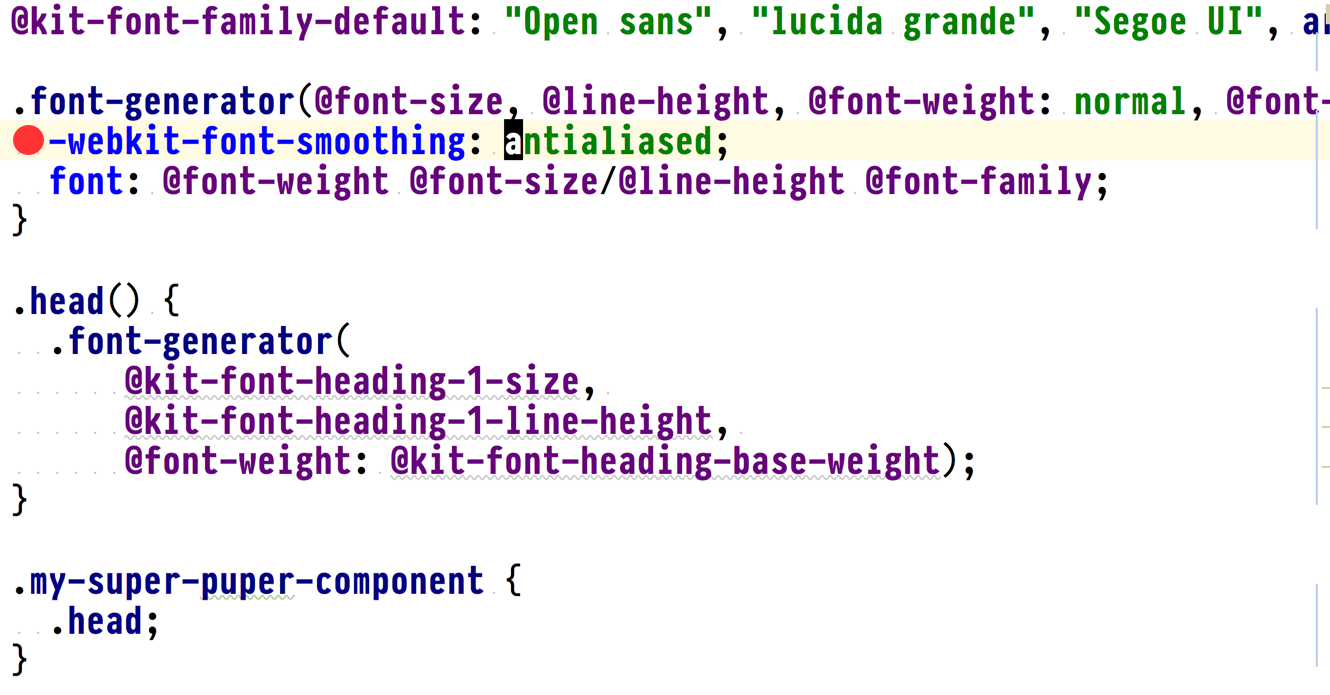 @kit-font-family-default: "Open sans", "lucida grande", "Segoe UI",
.font-generator(@font-size, @line-height, @font-weight: normal, @font-
-webkit-font-smoothing: antialiased;
font: @font-weight @font-size/@line-height @font-family;
}
.head() {
.font-generator(
@kit-font-heading-1-size,
@kit-font-heading-1-line-height,
@font-weight: @kit-font-heading-base-weight);
}
.my-super-puper-component {
.head;
}